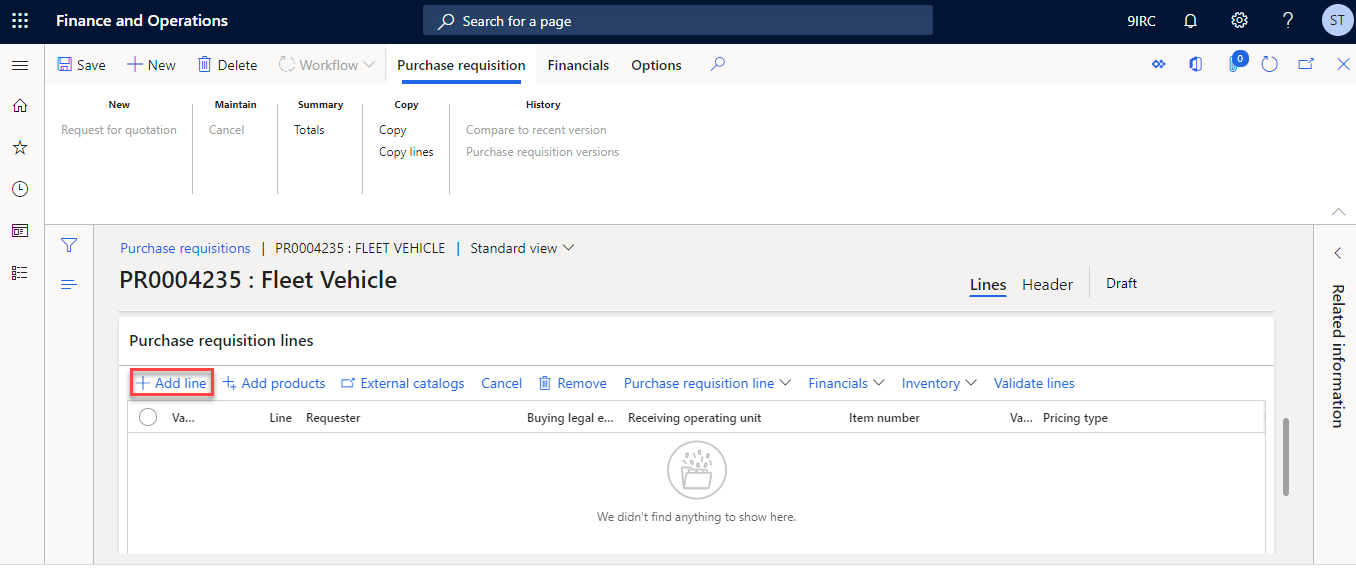 Finance and Operations
Search for a page
9IRC
?
ST
Save
New
Delete
Workflow
Purchase requisition
Financials
Options
0
New
Maintain
Summary
Copy
History
Request for quotation
Cancel
Totals
Copy
Compare to recent version
Copy lines
Purchase requisition versions
Purchase requisitions | PR0004235 : FLEET VEHICLE | Standard view
PR0004235 : Fleet Vehicle
Lines
Header
Draft
Related information
Purchase requisition lines
Add line
Add products
External catalogs
Cancel
Remove
Purchase requisition line
Financials
Inventory
Validate lines
Va...
Line
Requester
Buying legal e...
Receiving operating unit
Item number
Va...
Pricing type
We didn't find anything to show here.